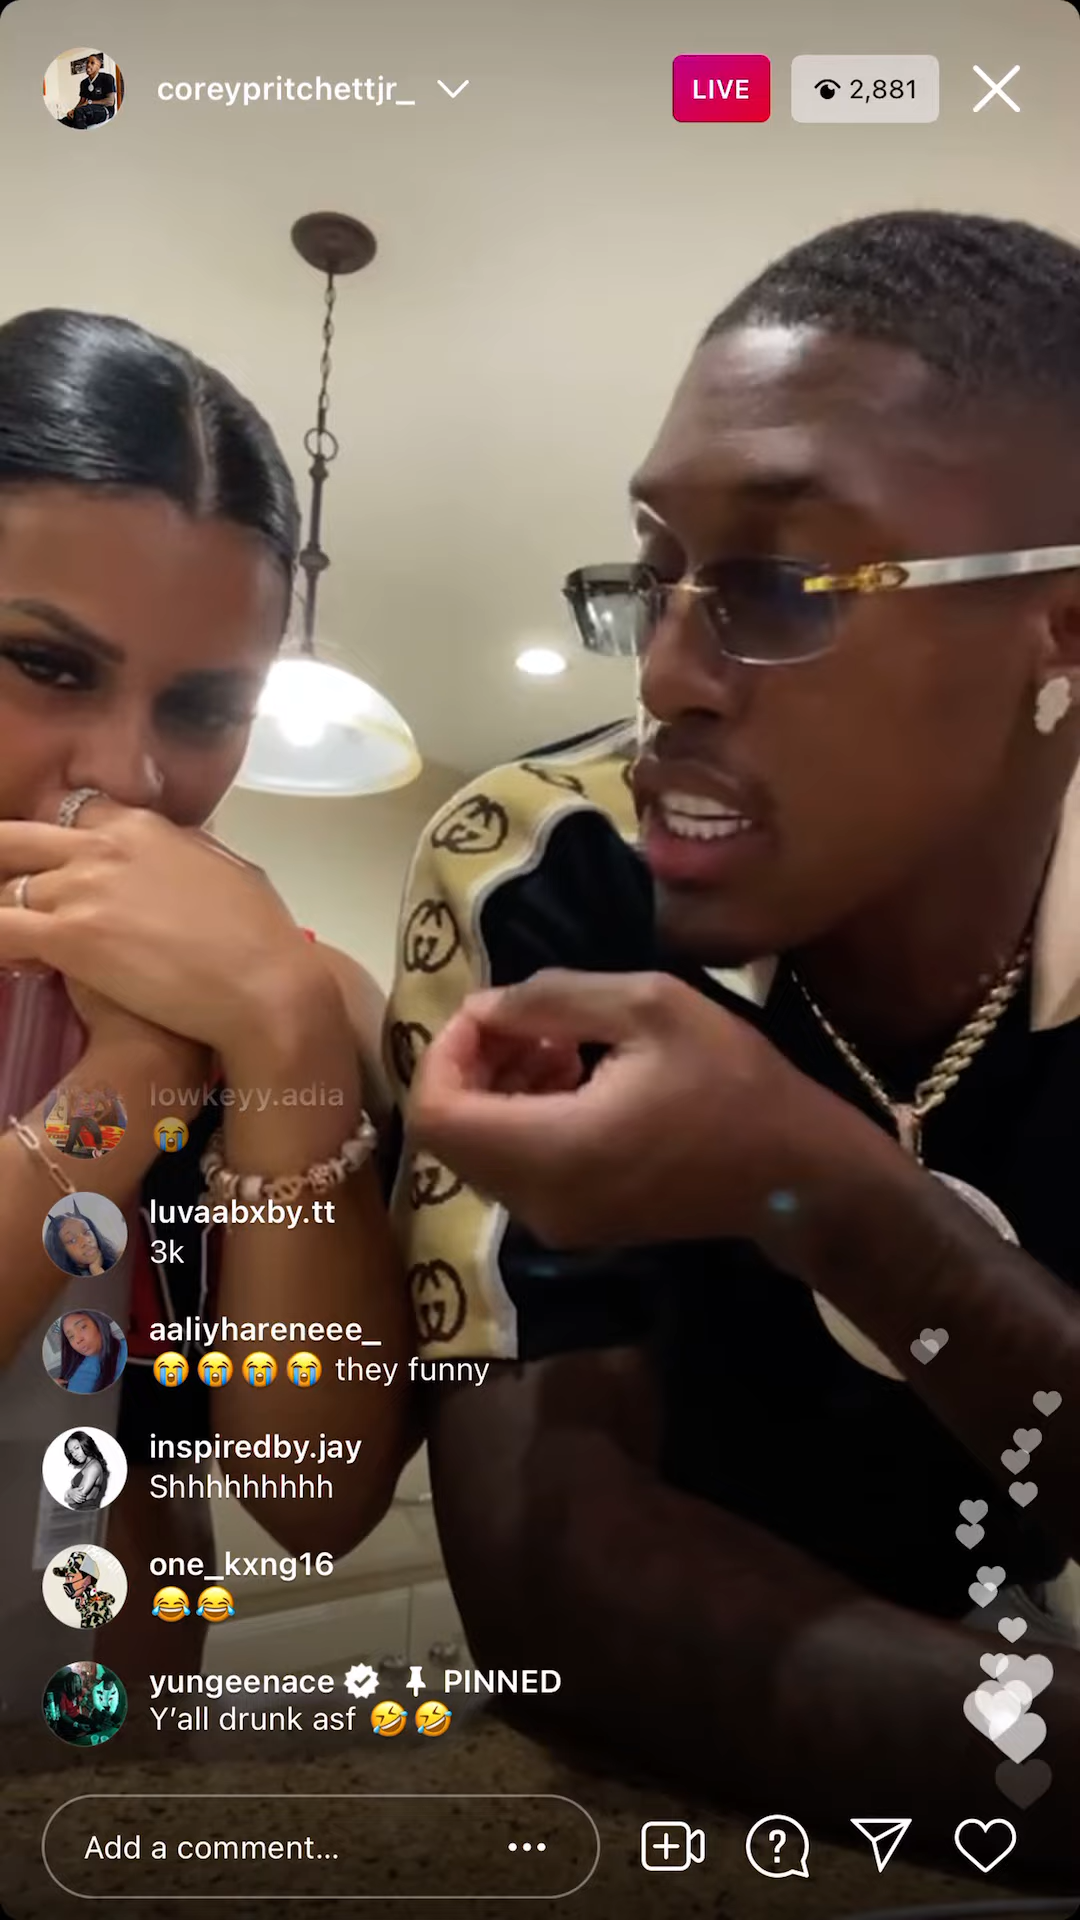 coreypritchettjr_
LIVE
2,881
lowkeyy.adia
😭
luvaabxby.tt
3k
aaliyhareneee_
😭😭😭😭 they funny
inspiredby.jay
Shhhhhhhhh
one_kxng16
😂😂
yungeenace PINNED
Y’all drunk asf 🤣🤣
Add a comment...